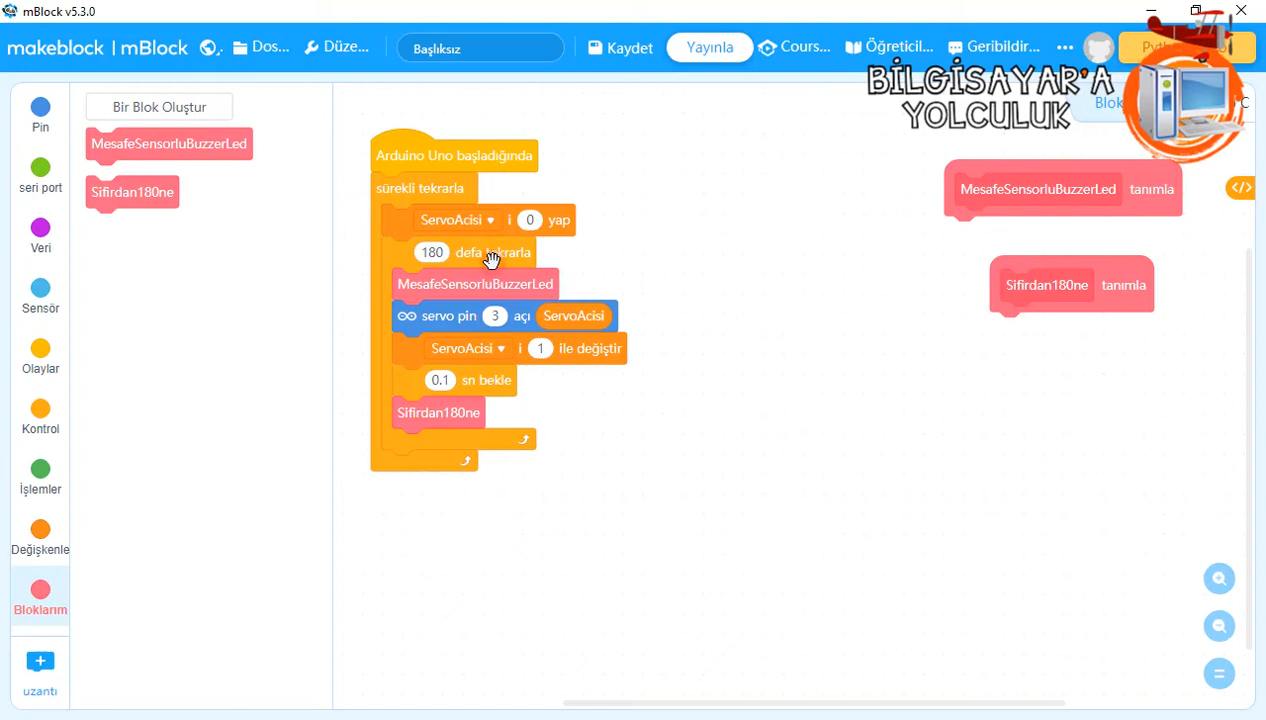 mBlock v5.3.0
makeblock | mBlock
Dos...
Düze...
Başlıksız
Kaydet
Yayınla
Cours...
Öğreticil...
Geribildir...
BİLGİSAYAR'A
YOLCULUK
Blok
C
Pin
seri port
Veri
Sensör
Olaylar
Kontrol
İşlemler
Değişkenle
Bloklarım
uzantı
Bir Blok Oluştur
MesafeSensorluBuzzerLed
Sifirdan180ne
Arduino Uno başladığında
sürekli tekrarla
ServoAcisi i 0 yap
180 defa tekrarla
MesafeSensorluBuzzerLed
servo pin 3 açı ServoAcisi
ServoAcisi i 1 ile değiştir
0.1 sn bekle
Sifirdan180ne
MesafeSensorluBuzzerLed tanımla
Sifirdan180ne tanımla